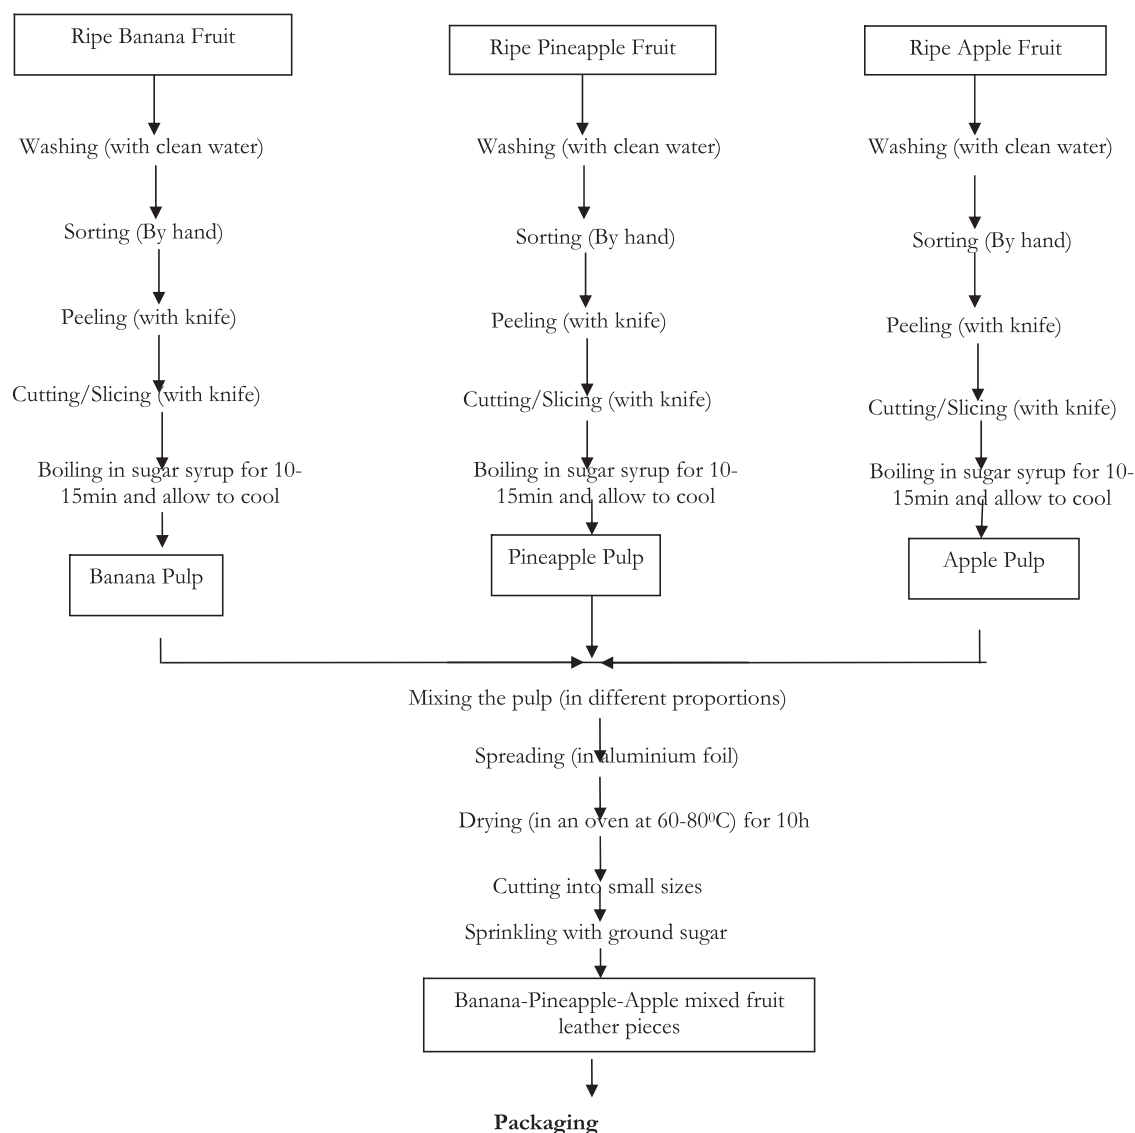 Ripe Banana Fruit
Ripe Pineapple Fruit
Ripe Apple Fruit
Washing (with clean water)
Washing (with clean water)
Washing (with clean water)
Sorting (By hand)
Sorting (By hand)
Sorting (By hand)
Peeling (with knife)
Peeling (with knife)
Peeling (with knife)
Cutting/Slicing (with knife)
Cutting/Slicing (with knife)
Cutting/Slicing (with knife)
Boiling in sugar syrup for 10-
15min and allow to cool
Boiling in sugar syrup for 10-
15min and allow to cool
Boiling in sugar syrup for 10-
15min and allow to cool
Banana Pulp
Pineapple Pulp
Apple Pulp
Mixing the pulp (in different proportions)
Spreading (in aluminium foil)
Drying (in an oven at 60-80⁰C) for 10h
Cutting into small sizes
Sprinkling with ground sugar
Banana-Pineapple-Apple mixed fruit
leather pieces
Packaging